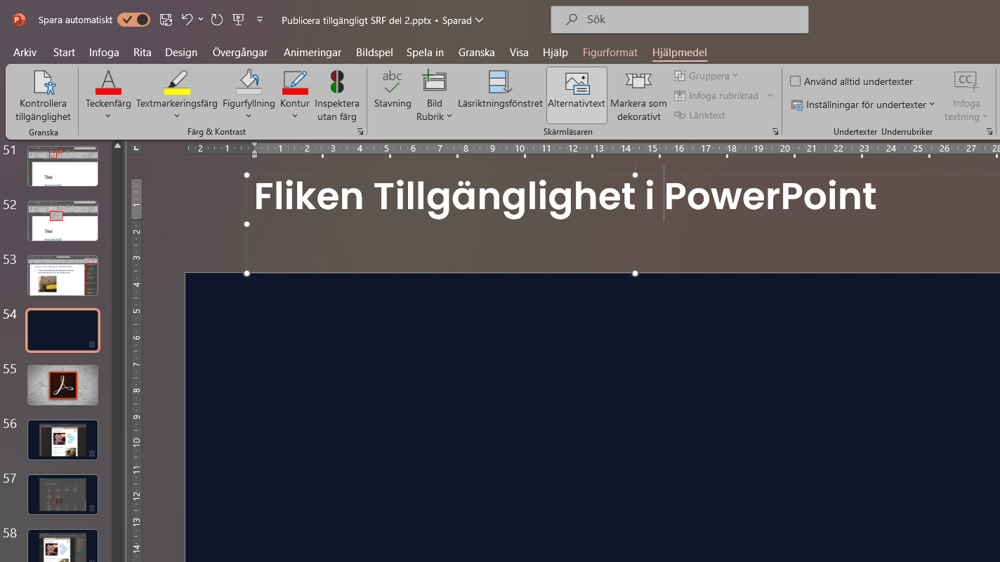 Spara automatiskt
Publicera tillgängligt SRF del 2.pptx • Sparad
Sök
Arkiv Start Infoga Rita Design Övergångar Animeringar Bildspel Spela in Granska Visa Hjälp Figurformat Hjälpmedel
Kontrollera tillgänglighet
Teckenfärg
Textmarkeringsfärg
Figurfyllning
Kontur
Inspektera utan färg
abc
Stavning
Bild Rubrik
Läsriktningsfönstret
Alternativtext
Markera som dekorativt
Gruppera
Infoga rubrikrad
Länktext
Använd alltid undertexter
Inställningar för undertexter
CC
Infoga textning
Granska
Färg & Kontrast
Skärmläsaren
Undertexter Underrubriker
2 1 1 2 3 4 5 6 7 8 9 10 11 12 13 14 15 16 17 18 19 20 21 22 23 24 25 26 27 28
1 2 3 4 5 6 7 8 9 10 11 12 13 14
51
Titel
52
Titel
53
54
55
56
57
58
Fliken Tillgänglighet i PowerPoint